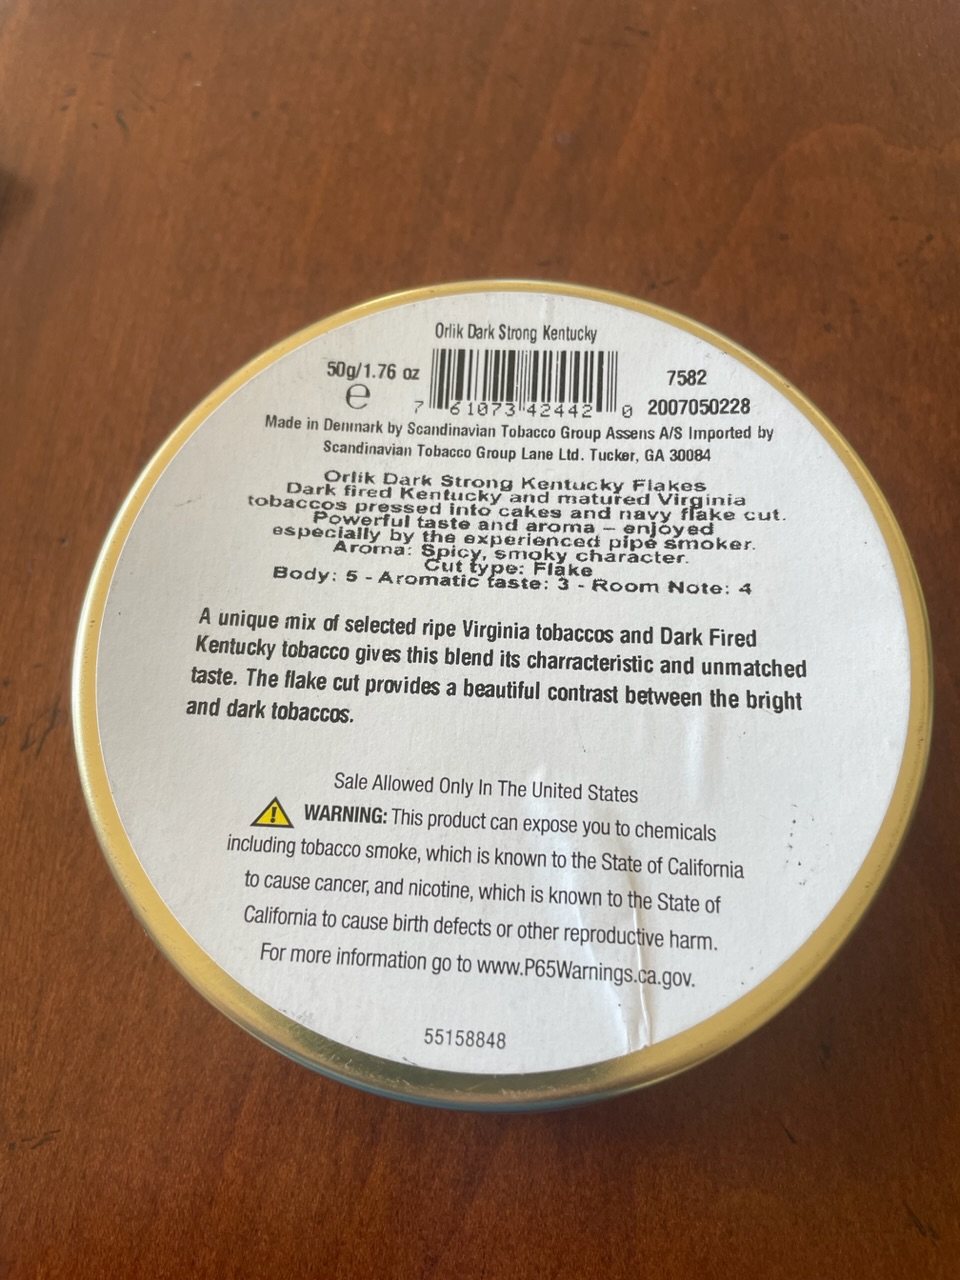 Orlik Dark Strong Kentucky
50g/1.76 oz
e
7 61073 42442 0
7582
2007050228
Made in Denmark by Scandinavian Tobacco Group Assens A/S Imported by
Scandinavian Tobacco Group Lane Ltd. Tucker, GA 30084
Orlik Dark Strong Kentucky Flakes
Dark fired Kentucky and matured Virginia
tobaccos pressed into cakes and navy flake cut.
Powerful taste and aroma – enjoyed
especially by the experienced pipe smoker.
Aroma: Spicy, smoky character.
Cut type: Flake
Body: 5 - Aromatic taste: 3 - Room Note: 4
A unique mix of selected ripe Virginia tobaccos and Dark Fired
Kentucky tobacco gives this blend its charracteristic and unmatched
taste. The flake cut provides a beautiful contrast between the bright
and dark tobaccos.
Sale Allowed Only In The United States
WARNING: This product can expose you to chemicals
including tobacco smoke, which is known to the State of California
to cause cancer, and nicotine, which is known to the State of
California to cause birth defects or other reproductive harm.
For more information go to www.P65Warnings.ca.gov.
55158848